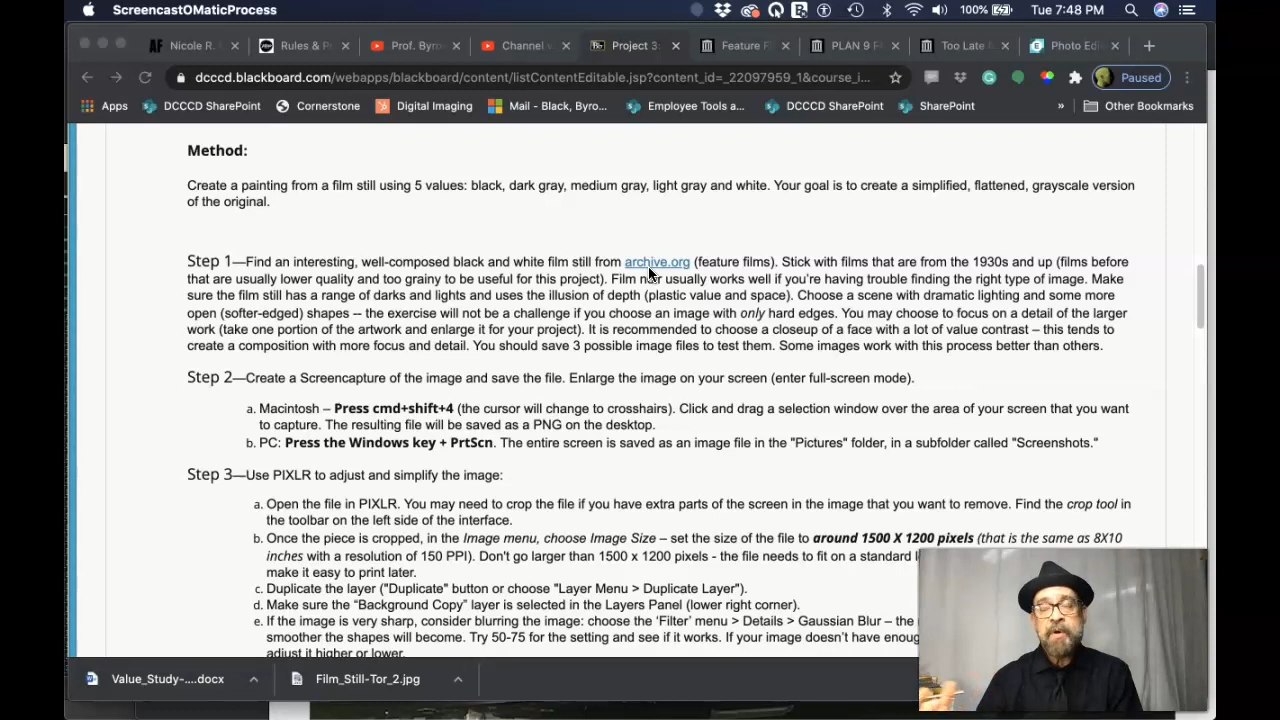 ScreencastOMaticProcess
100%
Tue 7:48 PM
Nicole R.
Rules & P
Prof. Byro
Channel v
Project 3:
Feature F
PLAN 9 F
Too Late
Photo Edi
dcccd.blackboard.com/webapps/blackboard/content/listContentEditable.jsp?content_id=_22097959_1&course_i...
Paused
Apps
DCCCD SharePoint
Cornerstone
Digital Imaging
Mail - Black, Byro...
Employee Tools a...
DCCCD SharePoint
SharePoint
»
Other Bookmarks
Method:
Create a painting from a film still using 5 values: black, dark gray, medium gray, light gray and white. Your goal is to create a simplified, flattened, grayscale version
of the original.
Step 1—Find an interesting, well-composed black and white film still from archive.org (feature films). Stick with films that are from the 1930s and up (films before
that are usually lower quality and too grainy to be useful for this project). Film noir usually works well if you’re having trouble finding the right type of image. Make
sure the film still has a range of darks and lights and uses the illusion of depth (plastic value and space). Choose a scene with dramatic lighting and some more
open (softer-edged) shapes -- the exercise will not be a challenge if you choose an image with only hard edges. You may choose to focus on a detail of the larger
work (take one portion of the artwork and enlarge it for your project). It is recommended to choose a closeup of a face with a lot of value contrast – this tends to
create a composition with more focus and detail. You should save 3 possible image files to test them. Some images work with this process better than others.
Step 2—Create a Screencapture of the image and save the file. Enlarge the image on your screen (enter full-screen mode).
a. Macintosh – Press cmd+shift+4 (the cursor will change to crosshairs). Click and drag a selection window over the area of your screen that you want
to capture. The resulting file will be saved as a PNG on the desktop.
b. PC: Press the Windows key + PrtScn. The entire screen is saved as an image file in the "Pictures" folder, in a subfolder called "Screenshots."
Step 3—Use PIXLR to adjust and simplify the image:
a. Open the file in PIXLR. You may need to crop the file if you have extra parts of the screen in the image that you want to remove. Find the crop tool in
the toolbar on the left side of the interface.
b. Once the piece is cropped, in the Image menu, choose Image Size – set the size of the file to around 1500 X 1200 pixels (that is the same as 8X10
inches with a resolution of 150 PPI). Don't go larger than 1500 x 1200 pixels - the file needs to fit on a standard
make it easy to print later.
c. Duplicate the layer ("Duplicate" button or choose "Layer Menu > Duplicate Layer").
d. Make sure the “Background Copy” layer is selected in the Layers Panel (lower right corner).
e. If the image is very sharp, consider blurring the image: choose the ‘Filter’ menu > Details > Gaussian Blur – the
smoother the shapes will become. Try 50-75 for the setting and see if it works. If your image doesn’t have
adjust it higher or lower.
Value_Study-....docx
Film_Still-Tor_2.jpg